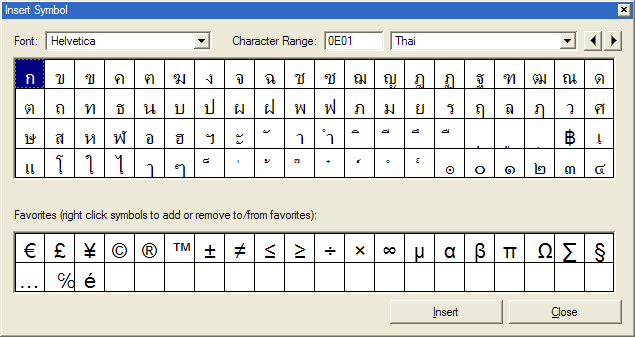 Insert Symbol
Font: Helvetica Character Range: 0E01 Thai
ก ข ฃ ค ฅ ฆ ง จ ฉ ช ซ ฌ ญ ฎ ฏ ฐ ฑ ฒ ณ ด
ต ถ ท ธ น บ ป ผ ฝ พ ฟ ภ ม ย ร ฤ ล ฦ ว ศ
ษ ส ห ฬ อ ฮ ฯ ะ ั า ำ ิ ี ึ ื ุ ู ฺ ฿ เ
แ โ ใ ไ ๅ ๆ ็ ่ ้ ๊ ๋ ์ ํ ๎ ๏ ๐ ๑ ๒ ๓ ๔
Favorites (right click symbols to add or remove to/from favorites):
€ £ ¥ © ® ™ ± ≠ ≤ ≥ ÷ × ∞ µ α β π Ω ∑ §
… ℅ é
Insert Close